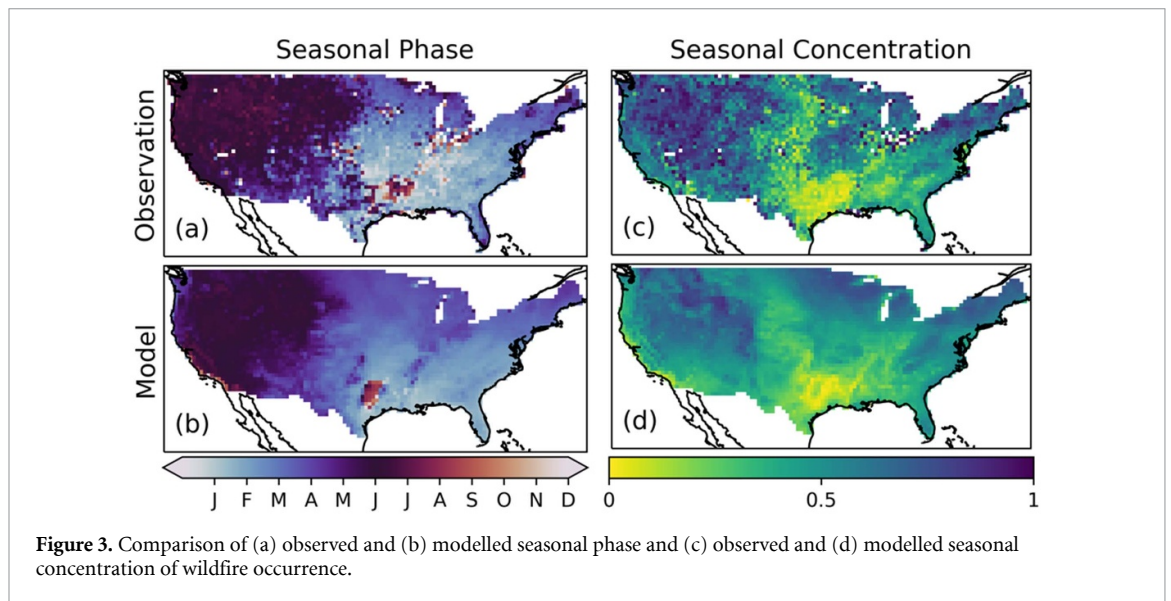 Seasonal Phase
Seasonal Concentration
Observation
(a)
(c)
Model
(b)
(d)
J F M A M J J A S O N D
0 0.5 1
Figure 3. Comparison of (a) observed and (b) modelled seasonal phase and (c) observed and (d) modelled seasonal
concentration of wildfire occurrence.